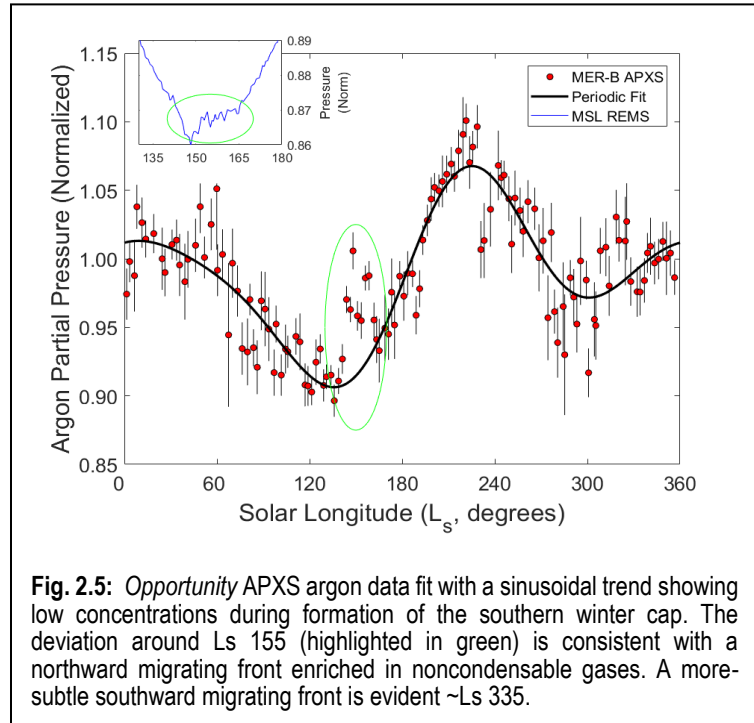 0.89
0.88
0.87
0.86
Pressure
(Norm)
135 150 165 180
MER-B APXS
Periodic Fit
MSL REMS
1.15
1.10
1.05
1.00
0.95
0.90
0.85
Argon Partial Pressure (Normalized)
0 60 120 180 240 300 360
Solar Longitude (Ls, degrees)
Fig. 2.5: Opportunity APXS argon data fit with a sinusoidal trend showing
low concentrations during formation of the southern winter cap. The
deviation around Ls 155 (highlighted in green) is consistent with a
northward migrating front enriched in noncondensable gases. A more-
subtle southward migrating front is evident ~Ls 335.